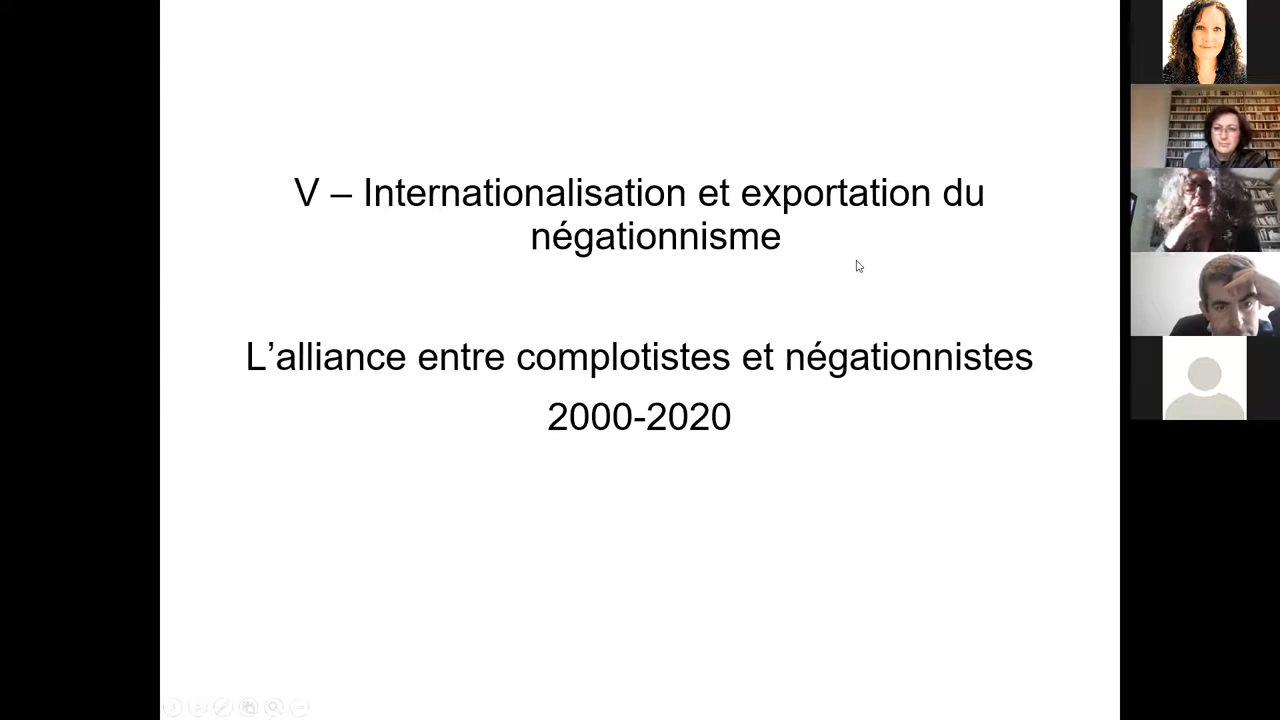 V – Internationalisation et exportation du
négationnisme
L’alliance entre complotistes et négationnistes
2000-2020